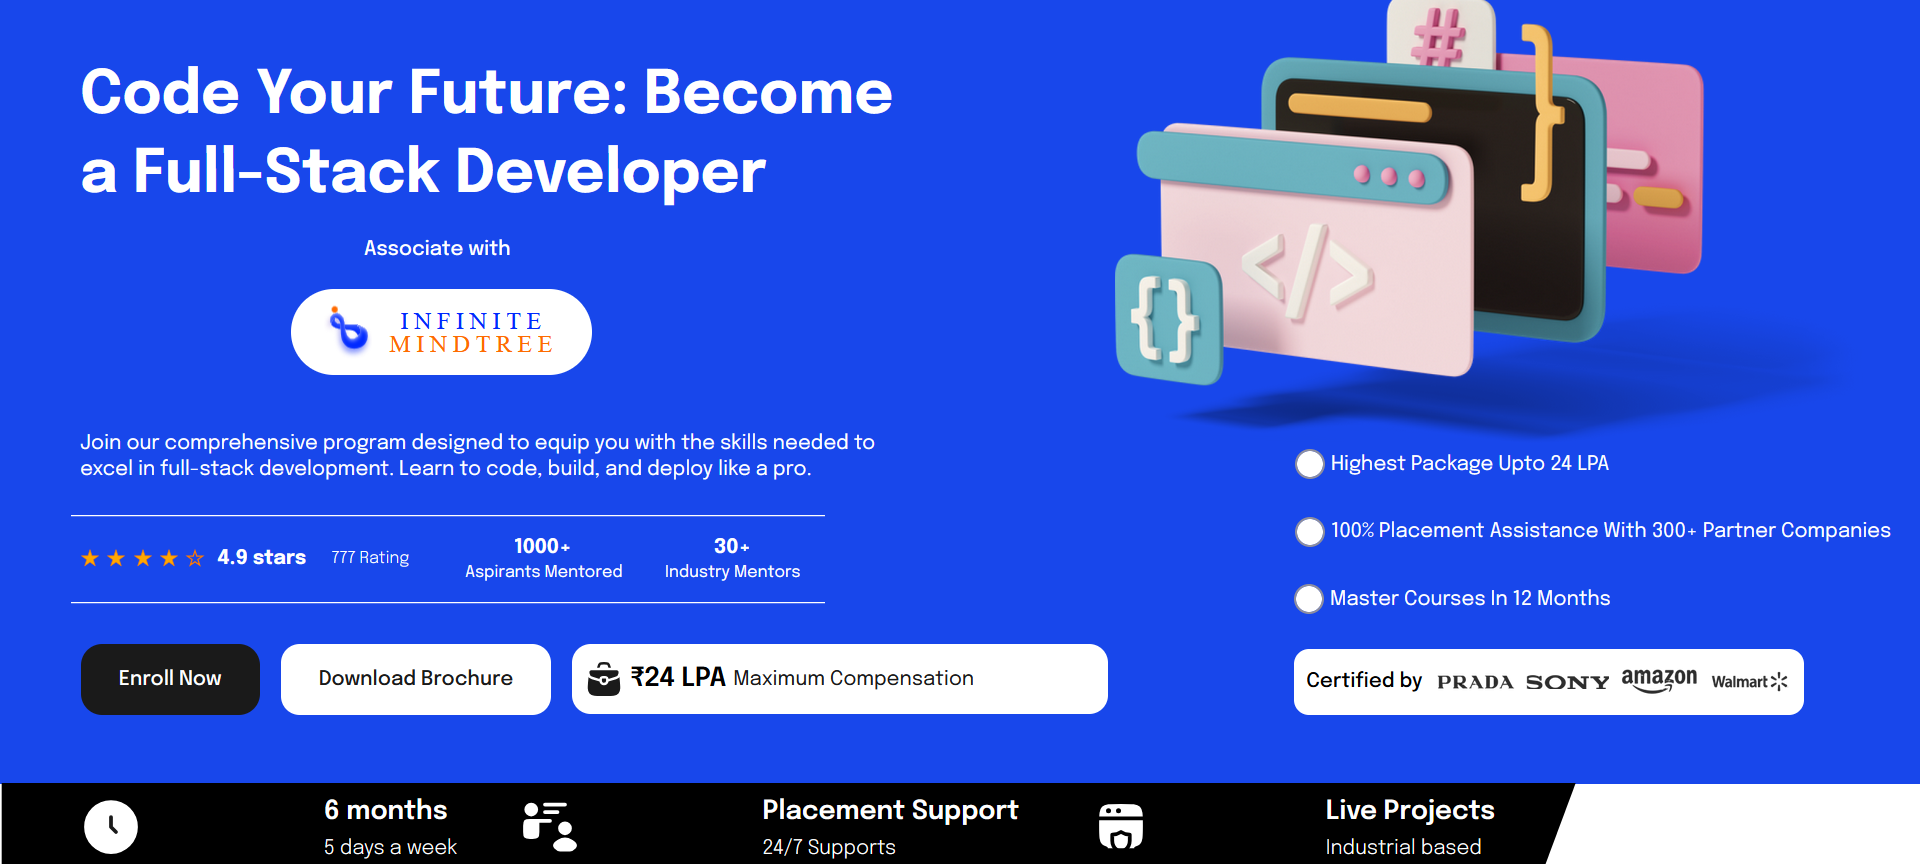 Code Your Future: Become
a Full-Stack Developer
Associate with
INFINITE
MINDTREE
Join our comprehensive program designed to equip you with the skills needed to
excel in full-stack development. Learn to code, build, and deploy like a pro.
4.9 stars
777 Rating
1000+
Aspirants Mentored
30+
Industry Mentors
Enroll Now
Download Brochure
₹24 LPA Maximum Compensation
#
}
</>
{}
Highest Package Upto 24 LPA
100% Placement Assistance With 300+ Partner Companies
Master Courses In 12 Months
Certified by PRADA SONY amazon Walmart
6 months
5 days a week
Placement Support
24/7 Supports
Live Projects
Industrial based